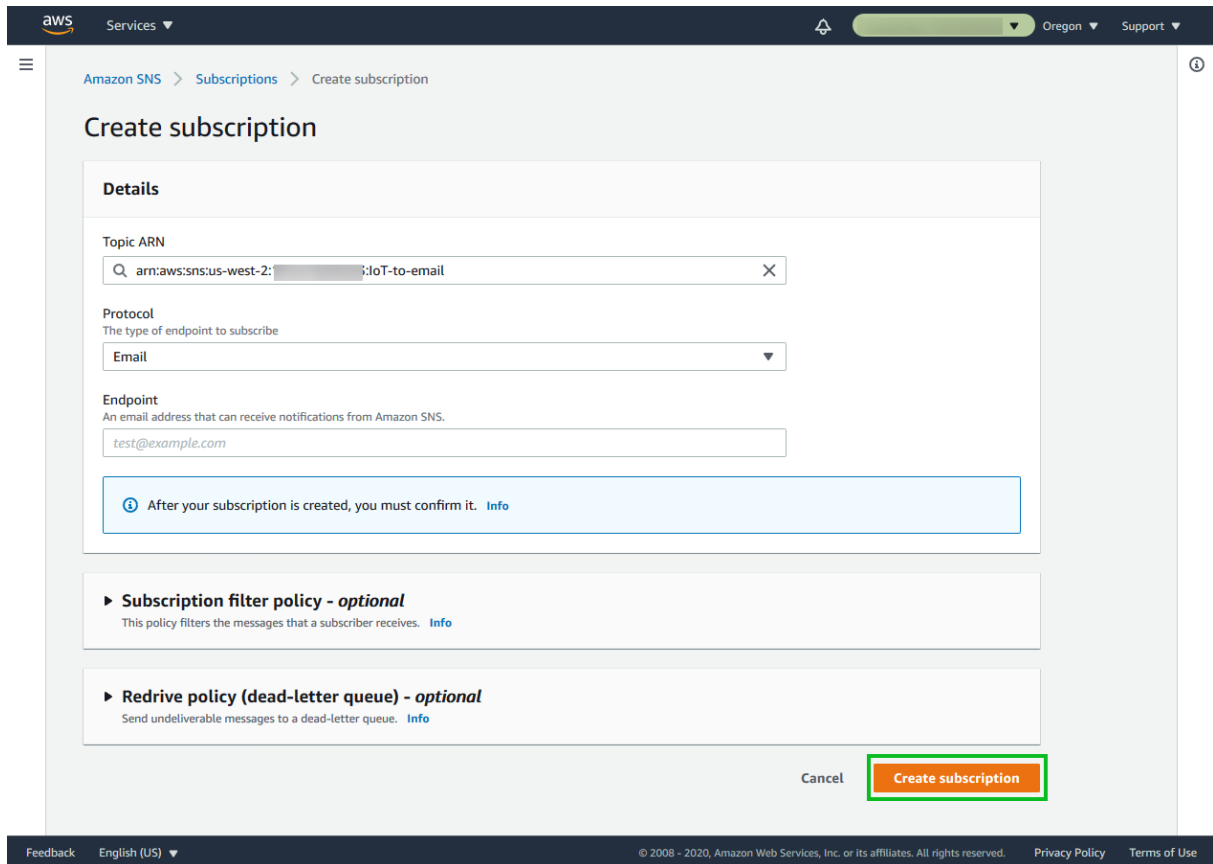 aws Services Oregon Support
Amazon SNS Subscriptions Create subscription
Create subscription
Details
Topic ARN
arn:aws:sns:us-west-2: :IoT-to-email
Protocol
The type of endpoint to subscribe
Email
Endpoint
An email address that can receive notifications from Amazon SNS.
test@example.com
After your subscription is created, you must confirm it. Info
Subscription filter policy - optional
This policy filters the messages that a subscriber receives. Info
Redrive policy (dead-letter queue) - optional
Send undeliverable messages to a dead-letter queue. Info
Cancel Create subscription
Feedback English (US) © 2008 - 2020, Amazon Web Services, Inc. or its affiliates. All rights reserved. Privacy Policy Terms of Use